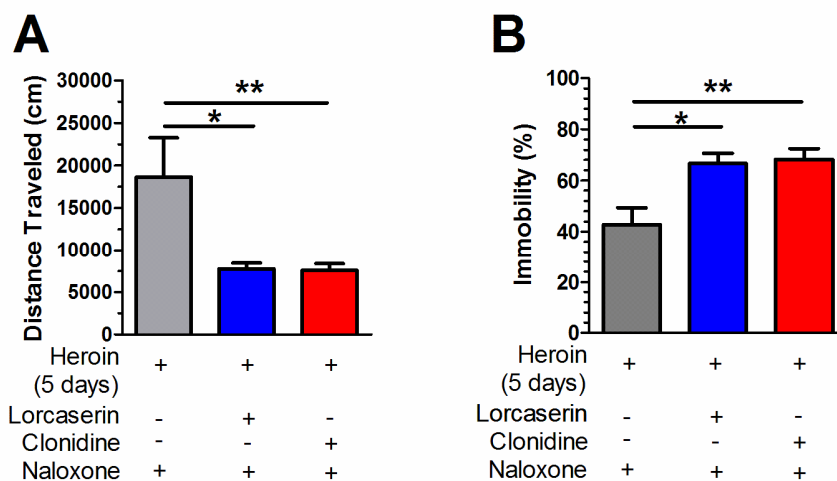 A
Distance Traveled (cm)
30000
25000
20000
15000
10000
5000
0
**
*
Heroin + + +
(5 days)
Lorcaserin - + -
Clonidine - - +
Naloxone + + +
B
Immobility (%)
100
80
60
40
20
0
**
*
Heroin + + +
(5 days)
Lorcaserin - + -
Clonidine - - +
Naloxone + + +